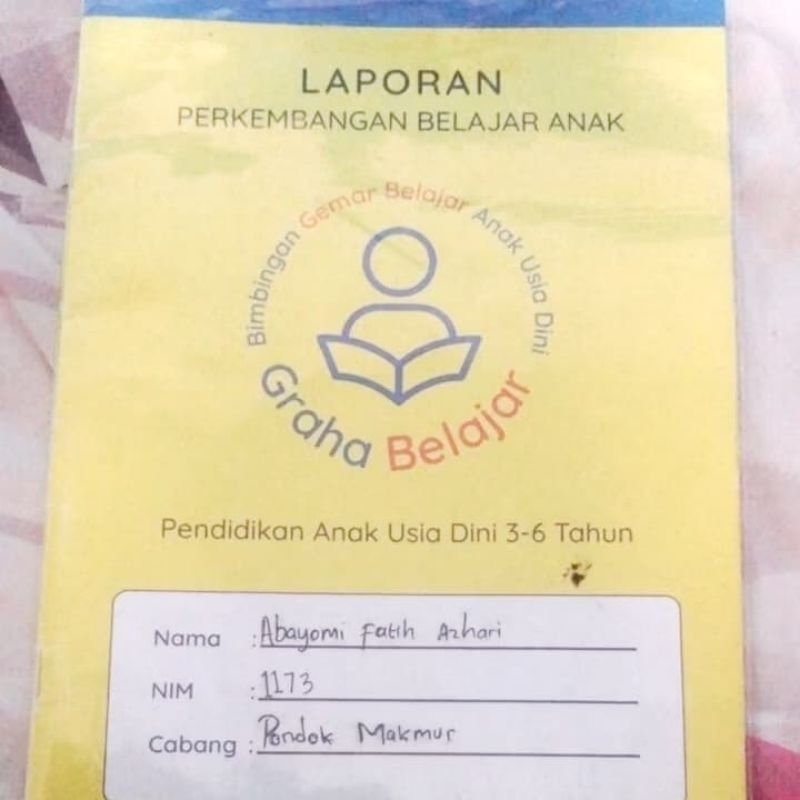 LAPORAN
PERKEMBANGAN BELAJAR ANAK
Bimbingan Gemar Belajar Anak Usia Dini
Graha Belajar
Pendidikan Anak Usia Dini 3-6 Tahun
Nama : Abayomi Fatih Azhari
NIM : 1173
Cabang : Pondok Makmur